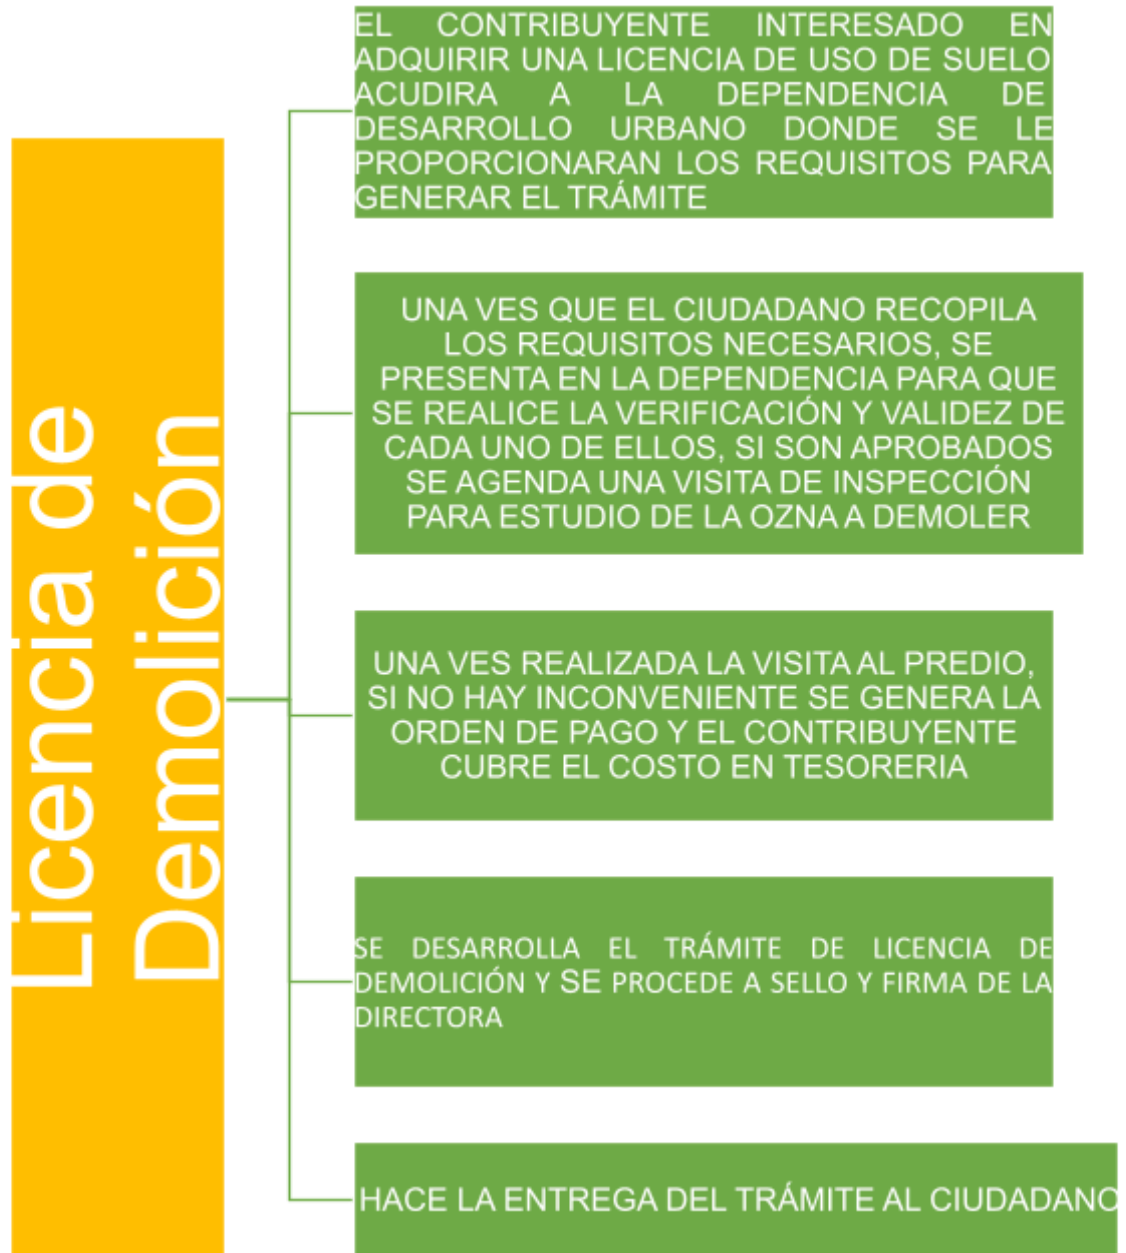 Licencia de
Demolición
EL CONTRIBUYENTE INTERESADO EN
ADQUIRIR UNA LICENCIA DE USO DE SUELO
ACUDIRA A LA DEPENDENCIA DE
DESARROLLO URBANO DONDE SE LE
PROPORCIONARAN LOS REQUISITOS PARA
GENERAR EL TRÁMITE
UNA VES QUE EL CIUDADANO RECOPILA
LOS REQUISITOS NECESARIOS, SE
PRESENTA EN LA DEPENDENCIA PARA QUE
SE REALICE LA VERIFICACIÓN Y VALIDEZ DE
CADA UNO DE ELLOS, SI SON APROBADOS
SE AGENDA UNA VISITA DE INSPECCIÓN
PARA ESTUDIO DE LA OZNA A DEMOLER
UNA VES REALIZADA LA VISITA AL PREDIO,
SI NO HAY INCONVENIENTE SE GENERA LA
ORDEN DE PAGO Y EL CONTRIBUYENTE
CUBRE EL COSTO EN TESORERIA
SE DESARROLLA EL TRÁMITE DE LICENCIA DE
DEMOLICIÓN Y SE PROCEDE A SELLO Y FIRMA DE LA
DIRECTORA
HACE LA ENTREGA DEL TRÁMITE AL CIUDADANO